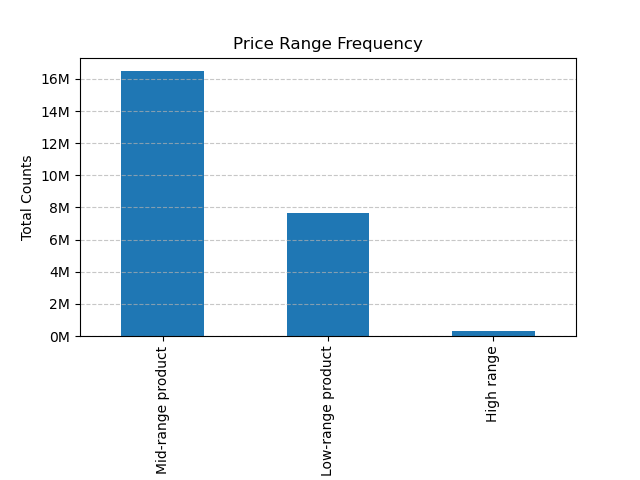 Price Range Frequency
Total Counts
16M
14M
12M
10M
8M
6M
4M
2M
0M
Mid-range product
Low-range product
High range